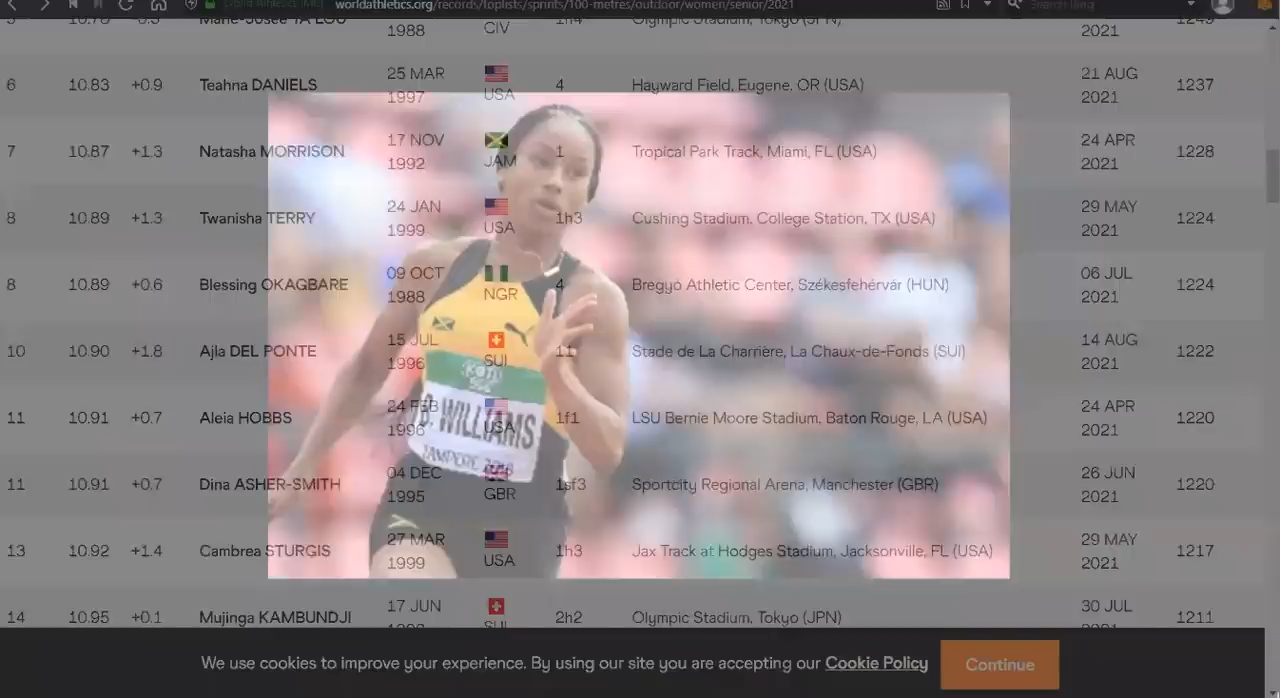 worldathletics.org/records/toplists/sprints/100-metres/outdoor/women/senior/2021
1988 CIV 2021
6 10.83 +0.9 Teahna DANIELS 25 MAR 1997 USA 4 Hayward Field, Eugene, OR (USA) 21 AUG 2021 1237
7 10.87 +1.3 Natasha MORRISON 17 NOV 1992 JAM 1 Tropical Park Track, Miami, FL (USA) 24 APR 2021 1228
8 10.89 +1.3 Twanisha TERRY 24 JAN 1999 USA 1h3 Cushing Stadium, College Station, TX (USA) 29 MAY 2021 1224
8 10.89 +0.6 Blessing OKAGBARE 09 OCT 1988 NGR 4 Bregyó Athletic Center, Székesfehérvár (HUN) 06 JUL 2021 1224
10 10.90 +1.8 Ajla DEL PONTE 15 JUL 1996 SUI 11 Stade de La Charrière, La Chaux-de-Fonds (SUI) 14 AUG 2021 1222
11 10.91 +0.7 Aleia HOBBS 24 FEB 1996 USA 1f1 LSU Bernie Moore Stadium, Baton Rouge, LA (USA) 24 APR 2021 1220
11 10.91 +0.7 Dina ASHER-SMITH 04 DEC 1995 GBR 1sf3 Sportcity Regional Arena, Manchester (GBR) 26 JUN 2021 1220
13 10.92 +1.4 Cambrea STURGIS 27 MAR 1999 USA 1h3 Jax Track at Hodges Stadium, Jacksonville, FL (USA) 29 MAY 2021 1217
14 10.95 +0.1 Mujinga KAMBUNDJI 17 JUN SUI 2h2 Olympic Stadium, Tokyo (JPN) 30 JUL 1211
WILLIAMS
TAMPERE
We use cookies to improve your experience. By using our site you are accepting our Cookie Policy
Continue